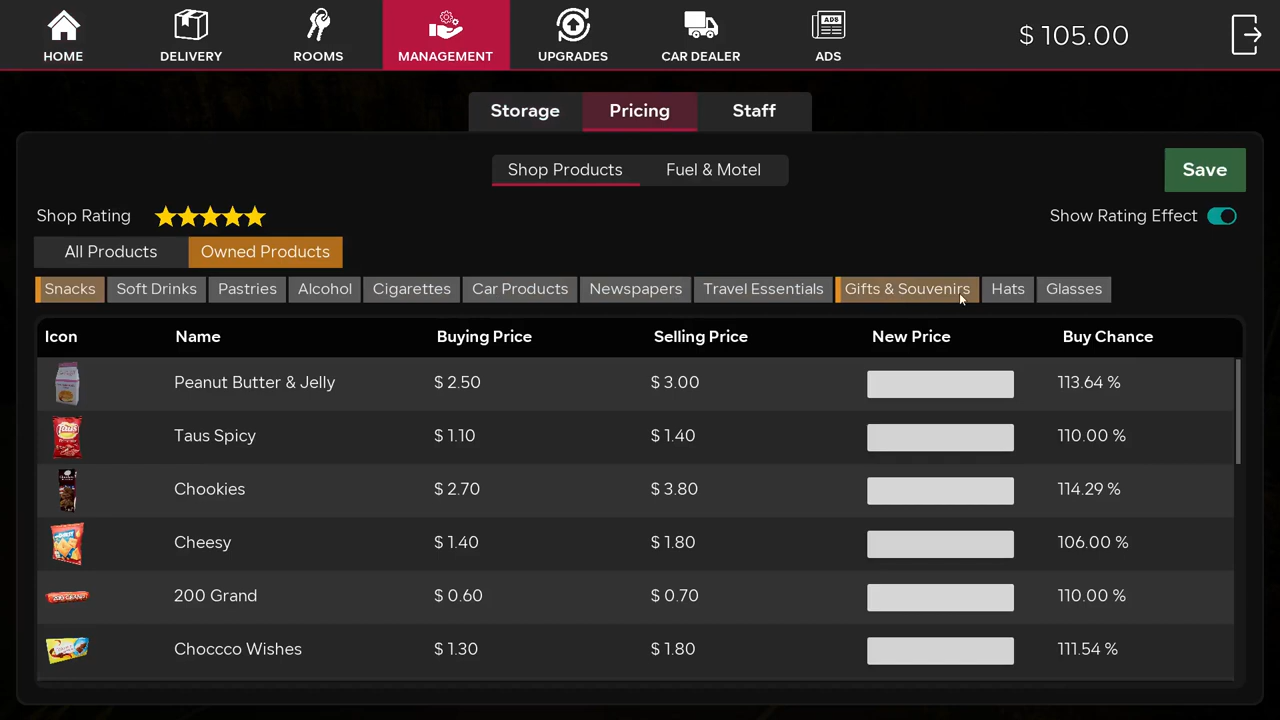 HOME DELIVERY ROOMS MANAGEMENT UPGRADES CAR DEALER ADS $ 105.00
Storage Pricing Staff
Shop Products Fuel & Motel Save
Shop Rating Show Rating Effect
All Products Owned Products
Snacks Soft Drinks Pastries Alcohol Cigarettes Car Products Newspapers Travel Essentials Gifts & Souvenirs Hats Glasses
Icon Name Buying Price Selling Price New Price Buy Chance
Peanut Butter & Jelly $ 2.50 $ 3.00 113.64 %
Taus Spicy $ 1.10 $ 1.40 110.00 %
Chookies $ 2.70 $ 3.80 114.29 %
Cheesy $ 1.40 $ 1.80 106.00 %
200 Grand $ 0.60 $ 0.70 110.00 %
Choccco Wishes $ 1.30 $ 1.80 111.54 %